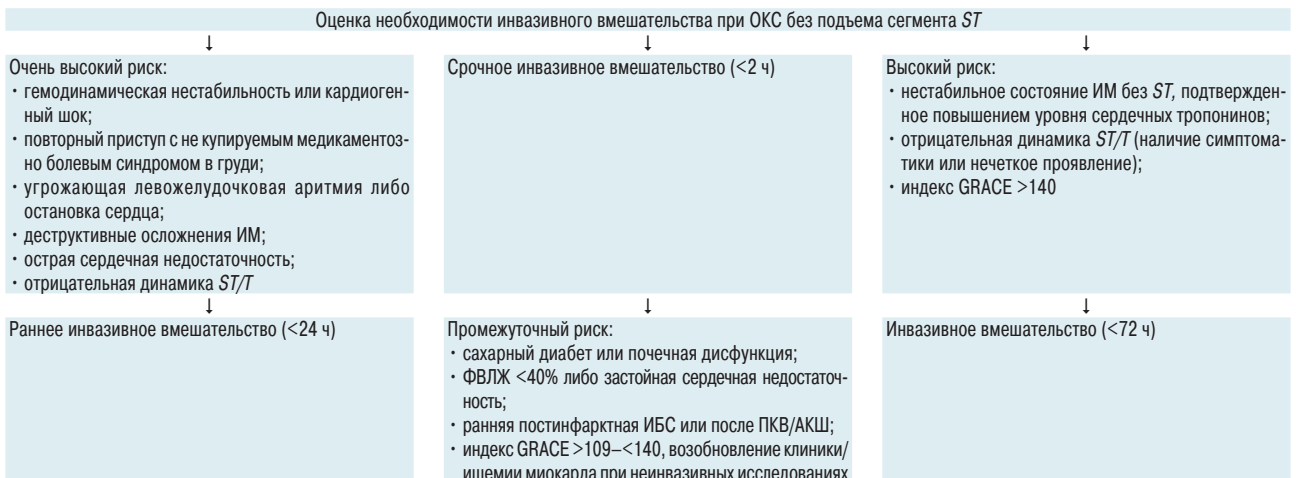 Оценка необходимости инвазивного вмешательства при ОКС без подъема сегмента ST
↓
↓
↓
Очень высокий риск:
· гемодинамическая нестабильность или кардиоген-
ный шок;
· повторный приступ с не купируемым медикаментоз-
но болевым синдромом в груди;
· угрожающая левожелудочковая аритмия либо
остановка сердца;
· деструктивные осложнения ИМ;
· острая сердечная недостаточность;
· отрицательная динамика ST/T
Срочное инвазивное вмешательство (<2 ч)
Высокий риск:
· нестабильное состояние ИМ без ST, подтвержден-
ное повышением уровня сердечных тропонинов;
· отрицательная динамика ST/T (наличие симптома-
тики или нечеткое проявление);
· индекс GRACE >140
↓
↓
↓
Раннее инвазивное вмешательство (<24 ч)
Промежуточный риск:
· сахарный диабет или почечная дисфункция;
· ФВЛЖ <40% либо застойная сердечная недостаточ-
ность;
· ранняя постинфарктная ИБС или после ПКВ/АКШ;
· индекс GRACE >109–<140, возобновление клиники/
ишемии миокарда при неинвазивных исследованиях
Инвазивное вмешательство (<72 ч)